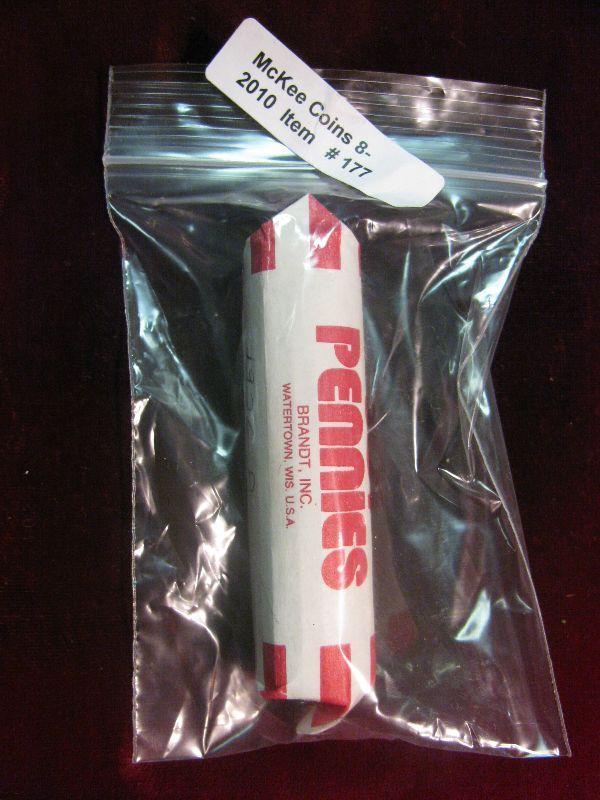 McKee Coins 8-
2010 Item # 177
PENNIES
BRANDT, INC.
WATERTOWN, WIS. U.S.A.